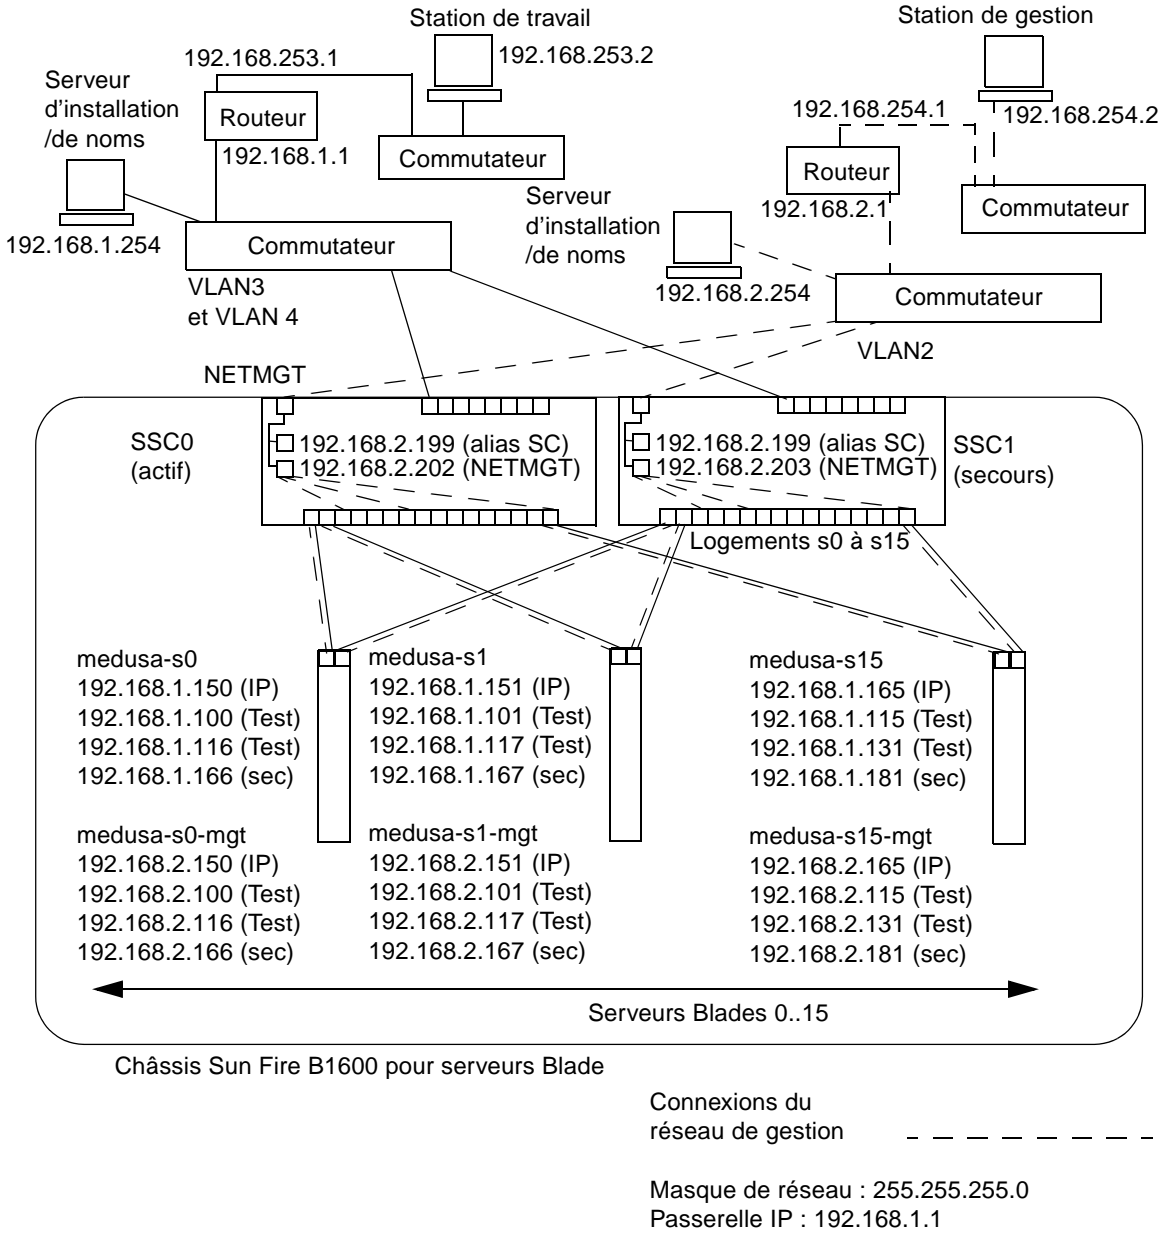 Station de travail
192.168.253.2
192.168.253.1
Serveur
d'installation
/de noms
Routeur
192.168.1.1
Commutateur
192.168.1.254
Commutateur
VLAN3
et VLAN 4
Station de gestion
192.168.254.1
192.168.254.2
Routeur
192.168.2.1
Commutateur
Serveur
d'installation
/de noms
192.168.2.254
Commutateur
VLAN2
NETMGT
SSC0
(actif)
192.168.2.199 (alias SC)
192.168.2.202 (NETMGT)
192.168.2.199 (alias SC)
192.168.2.203 (NETMGT)
SSC1
(secours)
Logements s0 à s15
medusa-s0
192.168.1.150 (IP)
192.168.1.100 (Test)
192.168.1.116 (Test)
192.168.1.166 (sec)
medusa-s0-mgt
192.168.2.150 (IP)
192.168.2.100 (Test)
192.168.2.116 (Test)
192.168.2.166 (sec)
medusa-s1
192.168.1.151 (IP)
192.168.1.101 (Test)
192.168.1.117 (Test)
192.168.1.167 (sec)
medusa-s1-mgt
192.168.2.151 (IP)
192.168.2.101 (Test)
192.168.2.117 (Test)
192.168.2.167 (sec)
medusa-s15
192.168.1.165 (IP)
192.168.1.115 (Test)
192.168.1.131 (Test)
192.168.1.181 (sec)
medusa-s15-mgt
192.168.2.165 (IP)
192.168.2.115 (Test)
192.168.2.131 (Test)
192.168.2.181 (sec)
Serveurs Blades 0..15
Châssis Sun Fire B1600 pour serveurs Blade
Connexions du
réseau de gestion
Masque de réseau : 255.255.255.0
Passerelle IP : 192.168.1.1